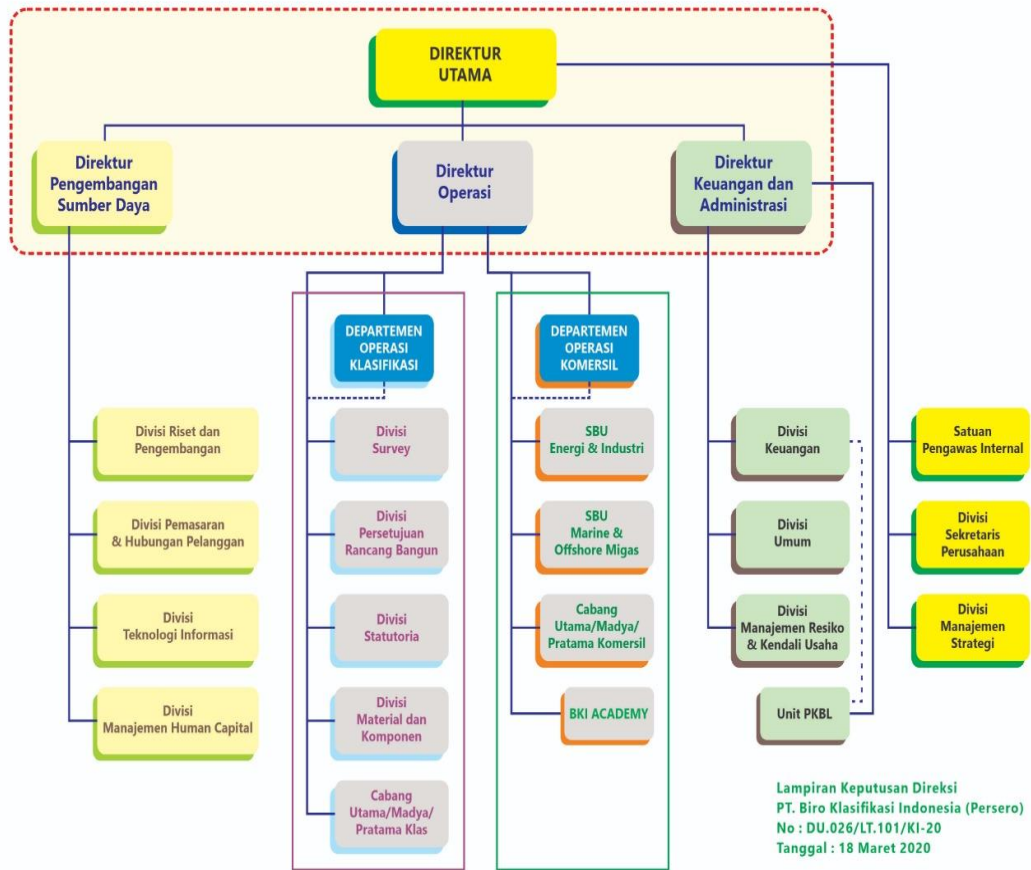 DIREKTUR
UTAMA
Direktur
Pengembangan
Sumber Daya
Direktur
Operasi
Direktur
Keuangan dan
Administrasi
DEPARTEMEN
OPERASI
KLASIFIKASI
DEPARTEMEN
OPERASI
KOMERSIL
Divisi Riset dan
Pengembangan
Divisi Pemasaran
& Hubungan Pelanggan
Divisi
Teknologi Informasi
Divisi
Manajemen Human Capital
Divisi
Survey
Divisi
Persetujuan
Rancang Bangun
Divisi
Statutoria
Divisi
Material dan
Komponen
Cabang
Utama/Madya/
Pratama Klas
SBU
Energi & Industri
SBU
Marine &
Offshore Migas
Cabang
Utama/Madya/
Pratama Komersil
BKI ACADEMY
Divisi
Keuangan
Divisi
Umum
Divisi
Manajemen Resiko
& Kendali Usaha
Unit PKBL
Satuan
Pengawas Internal
Divisi
Sekretaris
Perusahaan
Divisi
Manajemen
Strategi
Lampiran Keputusan Direksi
PT. Biro Klasifikasi Indonesia (Persero)
No : DU.026/LT.101/KI-20
Tanggal : 18 Maret 2020